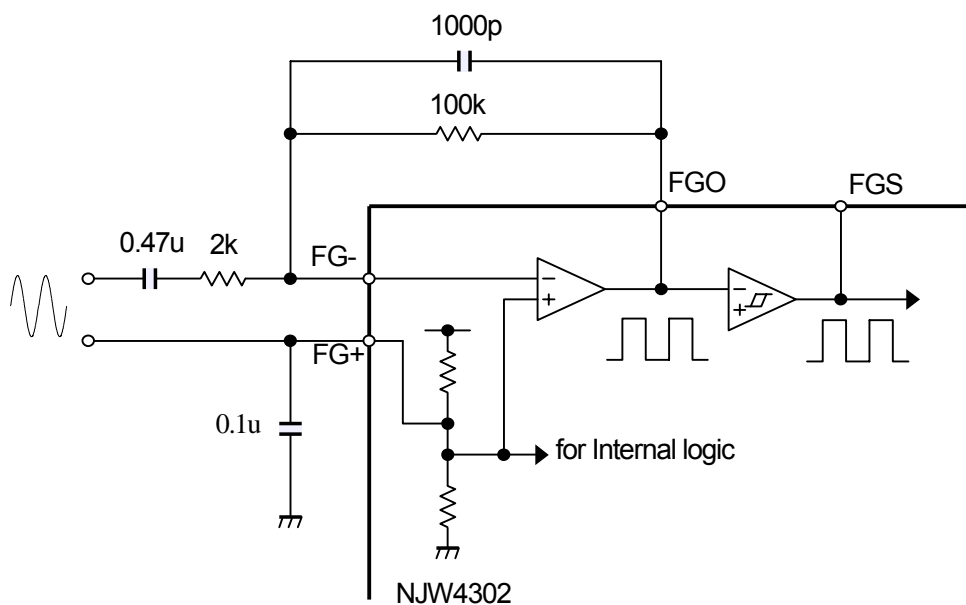 1000p
100k
FGO
FGS
0.47u
2k
FG-
FG+
0.1u
for Internal logic
NJW4302